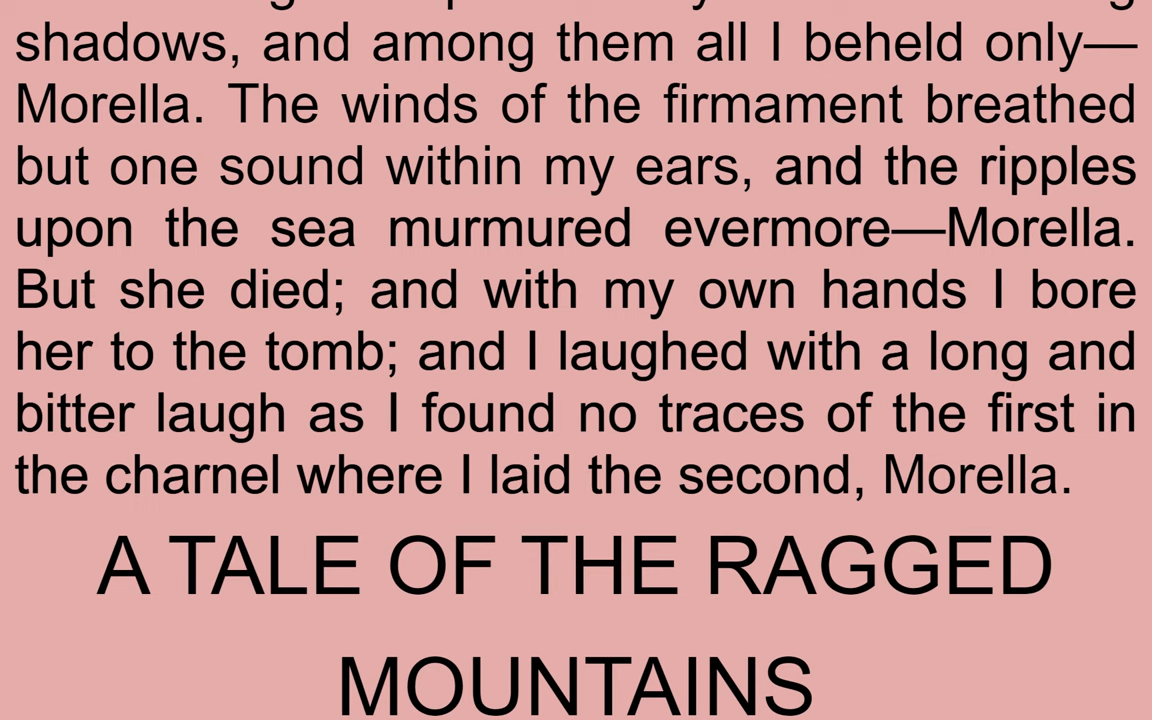 shadows, and among them all I beheld only—
Morella. The winds of the firmament breathed
but one sound within my ears, and the ripples
upon the sea murmured evermore—Morella.
But she died; and with my own hands I bore
her to the tomb; and I laughed with a long and
bitter laugh as I found no traces of the first in
the charnel where I laid the second, Morella.
A TALE OF THE RAGGED
MOUNTAINS